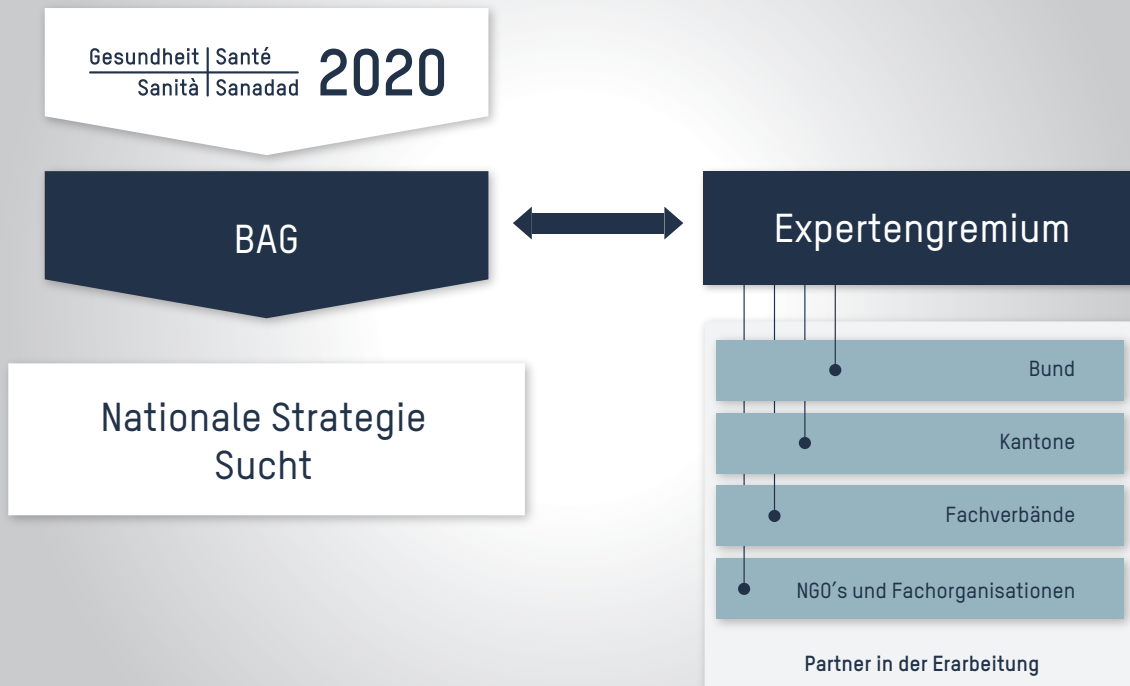 Gesundheit | Santé
Sanità | Sanadad
2020
BAG
Expertengremium
Nationale Strategie
Sucht
Bund
Kantone
Fachverbände
NGO's und Fachorganisationen
Partner in der Erarbeitung